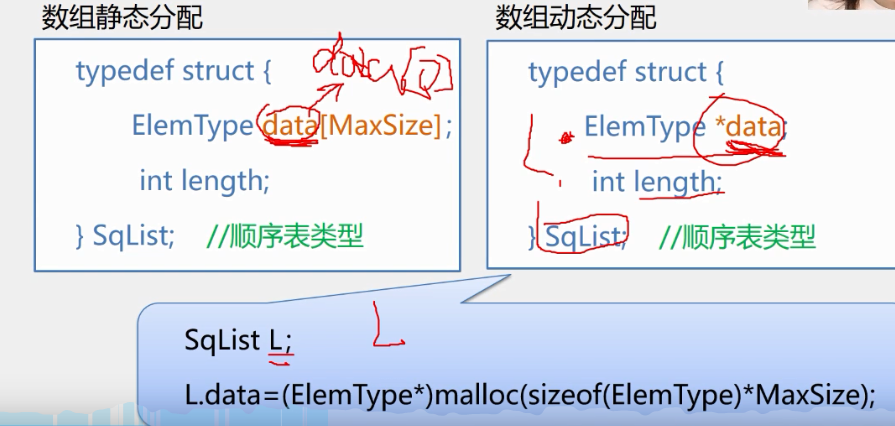 数组静态分配
typedef struct {
ElemType data[MaxSize];
int length;
} SqList; //顺序表类型
data[0]
数组动态分配
typedef struct {
ElemType *data;
int length;
} SqList; //顺序表类型
SqList L;
L
L.data=(ElemType*)malloc(sizeof(ElemType)*MaxSize);